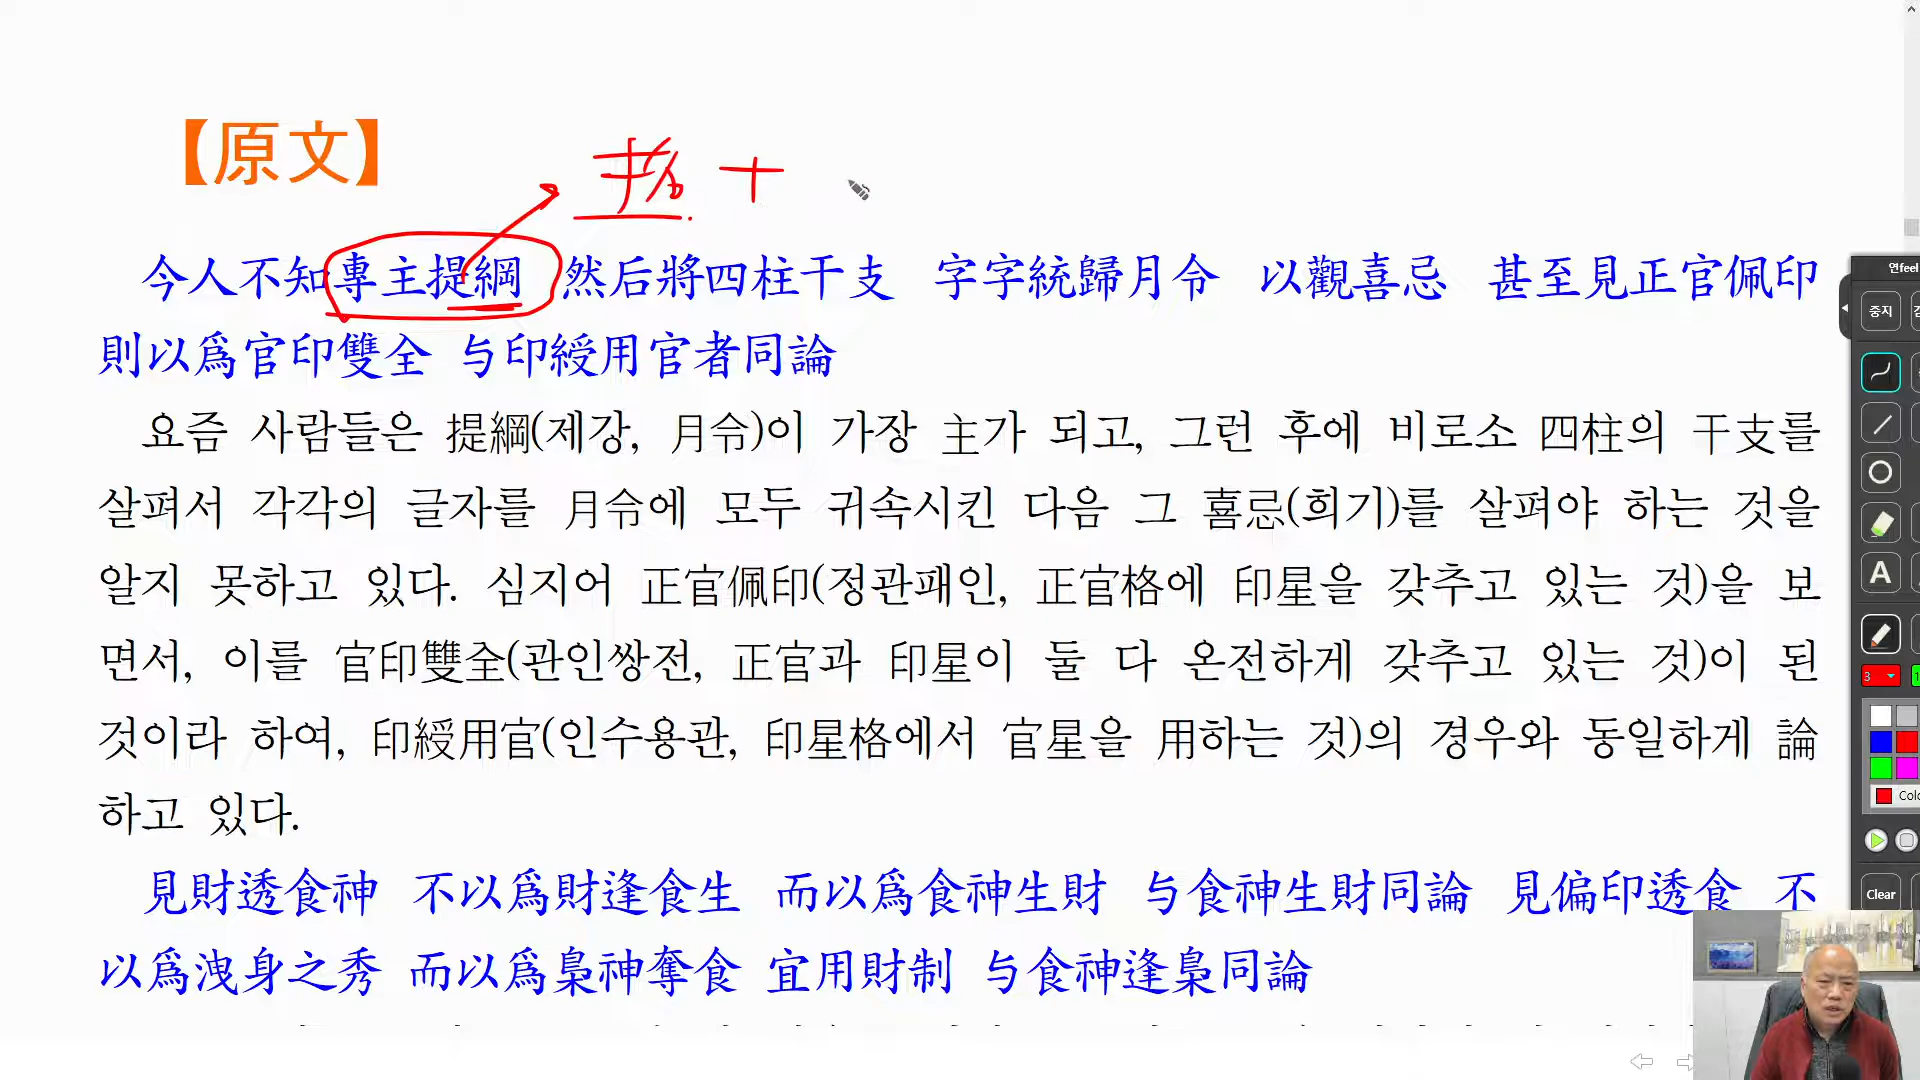 【原文】
今人不知專主提綱 然后將四柱干支 字字統歸月令 以觀喜忌 甚至見正官佩印
則以爲官印雙全 与印綬用官者同論
요즘 사람들은 提綱(제강, 月令)이 가장 主가 되고, 그런 후에 비로소 四柱의 干支를
살펴서 각각의 글자를 月令에 모두 귀속시킨 다음 그 喜忌(희기)를 살펴야 하는 것을
알지 못하고 있다. 심지어 正官佩印(정관패인, 正官格에 印星을 갖추고 있는 것)을 보
면서, 이를 官印雙全(관인쌍전, 正官과 印星이 둘 다 온전하게 갖추고 있는 것)이 된
것이라 하여, 印綬用官(인수용관, 印星格에서 官星을 用하는 것)의 경우와 동일하게 論
하고 있다.
見財透食神 不以爲財逢食生 而以爲食神生財 与食神生財同論 見偏印透食 不
以爲洩身之秀 而以爲梟神奪食 宜用財制 与食神逢梟同論
연feel
중지
A
3
Clear